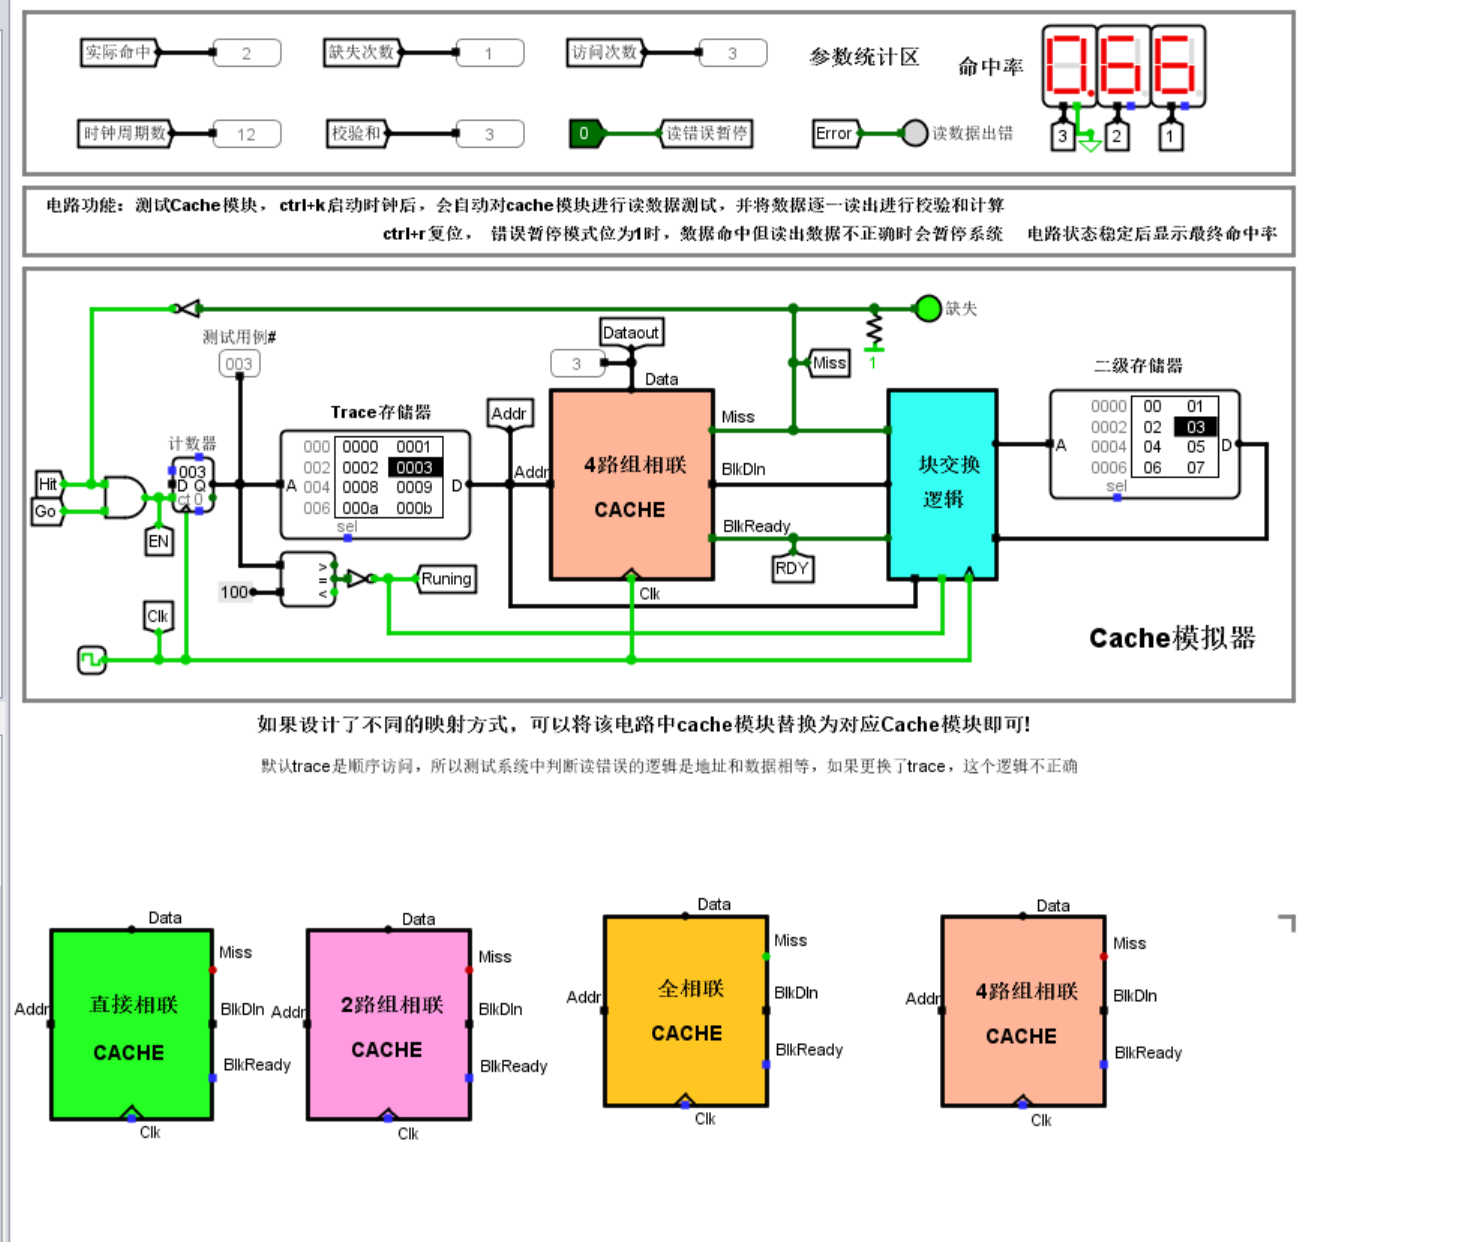 实际命中 2 缺失次数 1 访问次数 3 参数统计区 命中率 0.66
时钟周期数 12 校验和 3 0 读错误暂停 Error 读数据出错 3 2 1
电路功能：测试Cache模块， ctrl+k启动时钟后，会自动对cache模块进行读数据测试，并将数据逐一读出进行校验和计算
ctrl+r复位， 错误暂停模式位为1时，数据命中但读出数据不正确时会暂停系统 电路状态稳定后显示最终命中率
缺失
测试用例#
003
Dataout
3
Data
Miss
1
二级存储器
0000 00 01
0002 02 03
0004 04 05
0006 06 07
A
D
sel
Trace存储器
000 0000 0001
002 0002 0003
004 0008 0009
006 000a 000b
A
D
sel
Addr
Addr
计数器
003
D Q
ct 0
Hit
Go
EN
4路组相联
CACHE
Miss
BlkDIn
BlkReady
RDY
Clk
块交换
逻辑
>
=
<
100
Runing
Clk
Cache模拟器
如果设计了不同的映射方式，可以将该电路中cache模块替换为对应Cache模块即可!
默认trace是顺序访问，所以测试系统中判断读错误的逻辑是地址和数据相等，如果更换了trace，这个逻辑不正确
Data
Miss
Addr
直接相联
CACHE
BlkDIn
BlkReady
Clk
Data
Miss
Addr
2路组相联
CACHE
BlkDIn
BlkReady
Clk
Data
Miss
Addr
全相联
CACHE
BlkDIn
BlkReady
Clk
Data
Miss
Addr
4路组相联
CACHE
BlkDIn
BlkReady
Clk